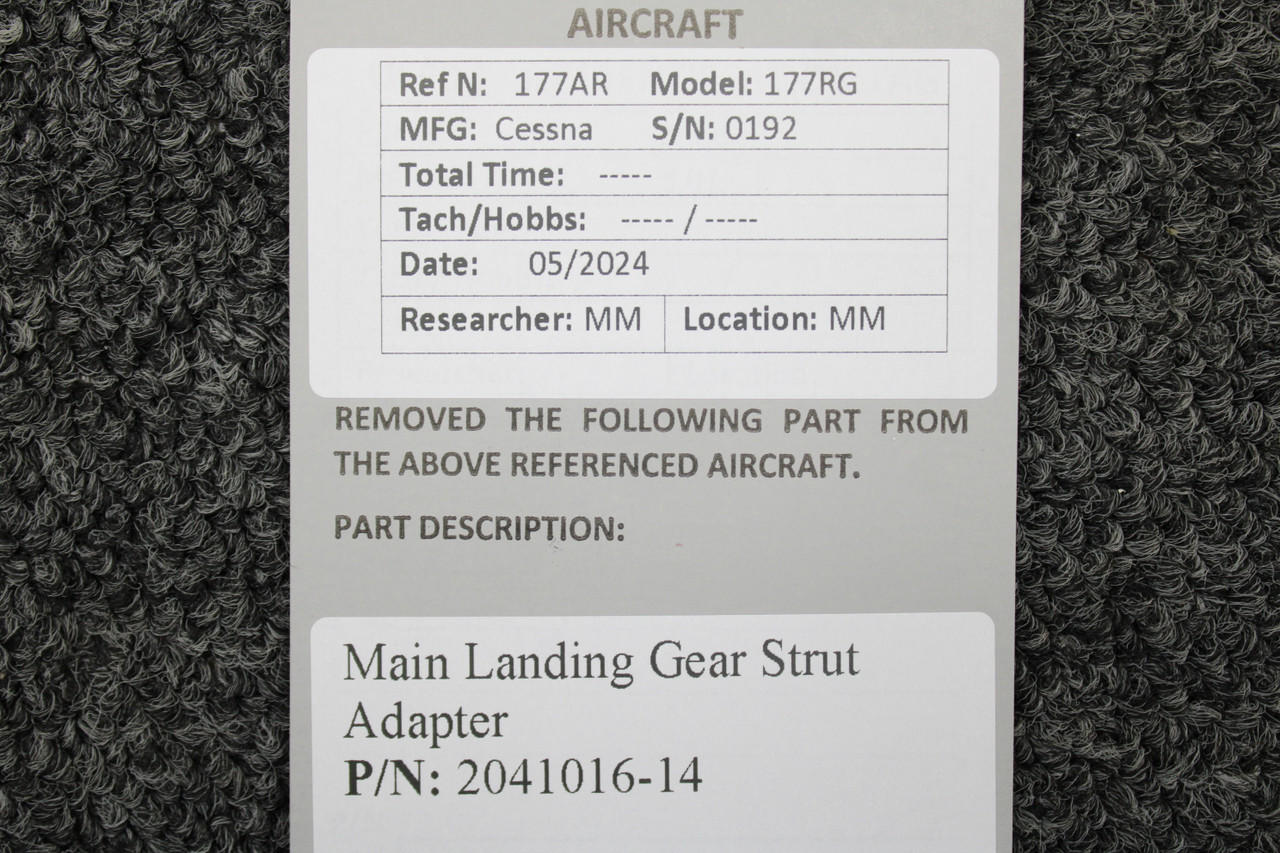 AIRCRAFT
Ref N: 177AR Model: 177RG
MFG: Cessna S/N: 0192
Total Time: -----
Tach/Hobbs: ----- / -----
Date: 05/2024
Researcher: MM Location: MM
REMOVED THE FOLLOWING PART FROM
THE ABOVE REFERENCED AIRCRAFT.
PART DESCRIPTION:
Main Landing Gear Strut
Adapter
P/N: 2041016-14